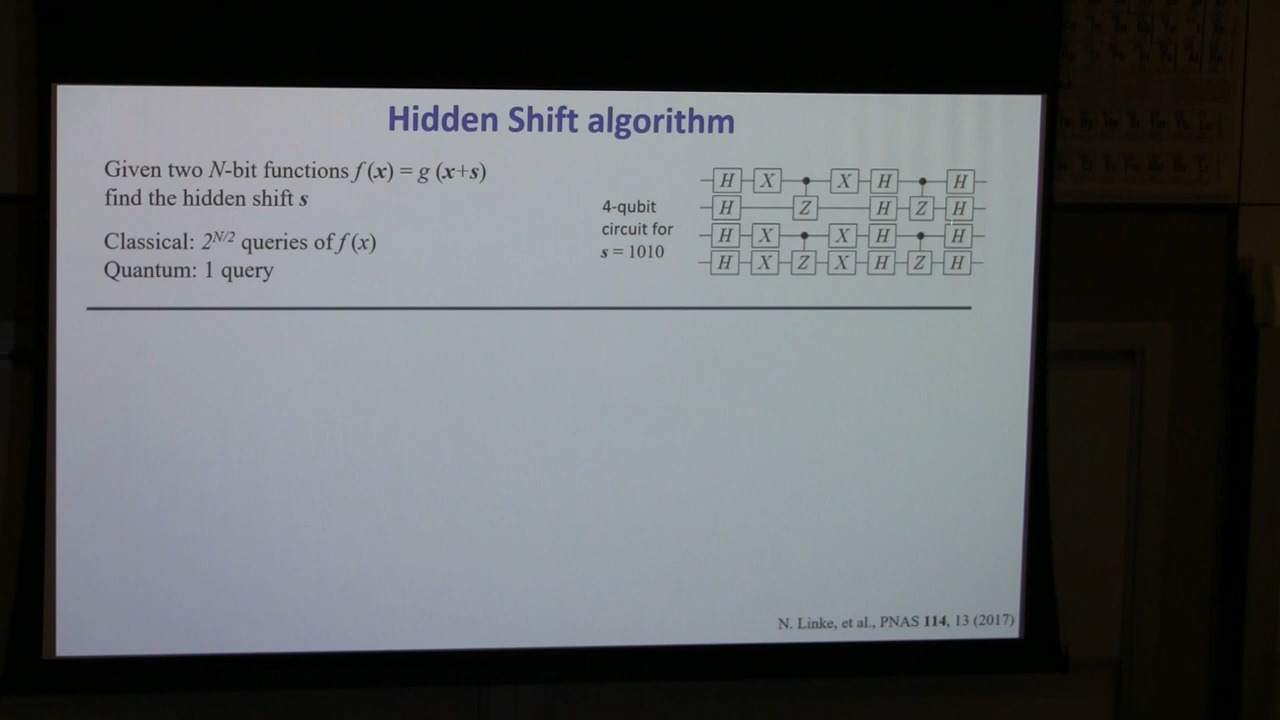 Hidden Shift algorithm
Given two N-bit functions f (x) = g (x+s)
find the hidden shift s
Classical: 2^{N/2} queries of f(x)
Quantum: 1 query
4-qubit
circuit for
s = 1010
H X X H H
H Z H Z H
H X X H H
H X Z X H Z H
N. Linke, et al., PNAS 114, 13 (2017)